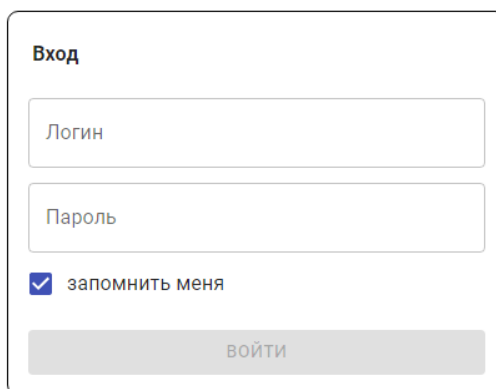 Вход
Логин
Пароль
запомнить меня
ВОЙТИ